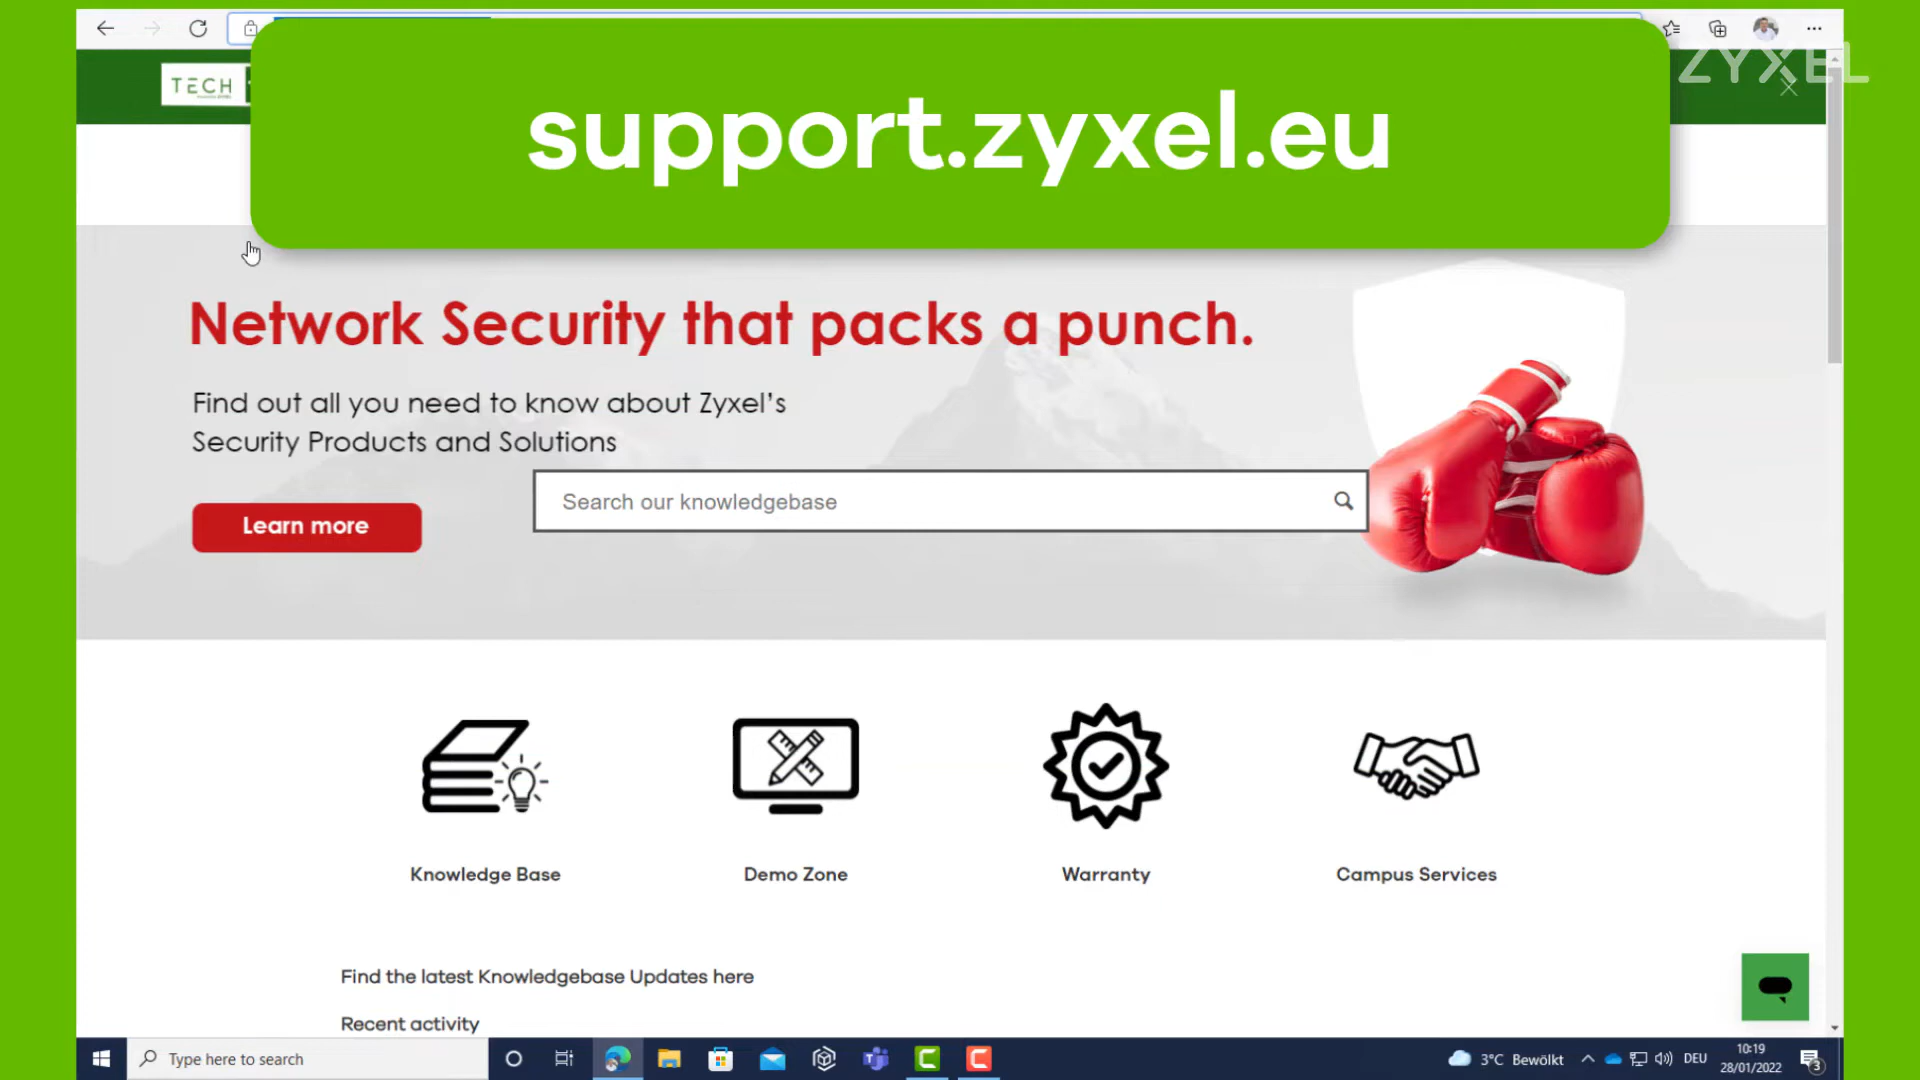 support.zyxel.eu
ZYXEL
TECH
Network Security that packs a punch.
Find out all you need to know about Zyxel's
Security Products and Solutions
Search our knowledgebase
Learn more
Knowledge Base
Demo Zone
Warranty
Campus Services
Find the latest Knowledgebase Updates here
Recent activity
Type here to search
3°C Bewölkt
DEU
10:19
28/01/2022
3